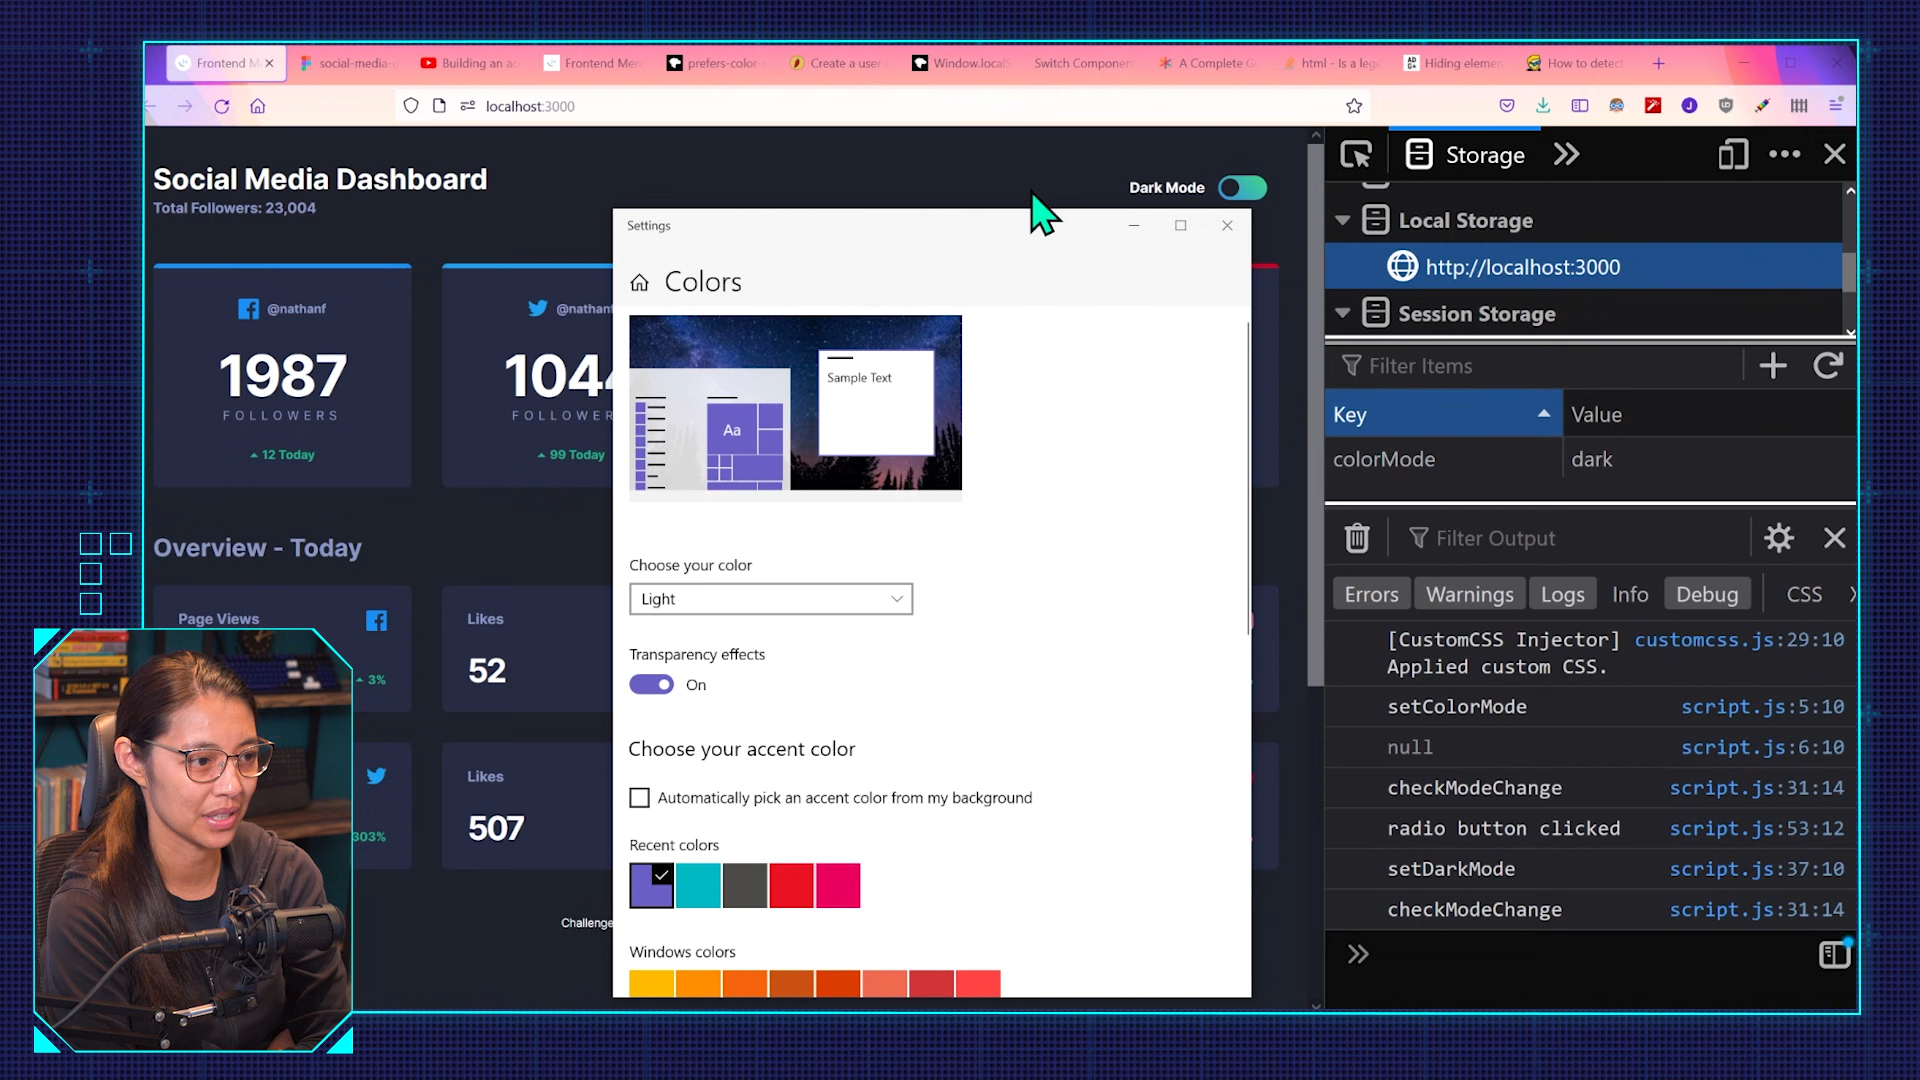 Frontend M
social-media-
Building an ac
Frontend Men
prefers-color-
Create a user
Window.localS
Switch Componen
A Complete G
html - Is a leg
Hiding elemen
How to detect
localhost:3000
Social Media Dashboard
Total Followers: 23,004
Dark Mode
@nathanf
1987
FOLLOWERS
12 Today
@nathanf
104
FOLLOWER
99 Today
Overview - Today
Page Views
3%
Likes
52
303%
Likes
507
Challenge
Settings
Colors
Sample Text
Aa
Choose your color
Light
Transparency effects
On
Choose your accent color
Automatically pick an accent color from my background
Recent colors
Windows colors
Storage
Local Storage
http://localhost:3000
Session Storage
Filter Items
Key
Value
colorMode
dark
Filter Output
Errors
Warnings
Logs
Info
Debug
CSS
[CustomCSS Injector] customcss.js:29:10
Applied custom CSS.
setColorMode script.js:5:10
null script.js:6:10
checkModeChange script.js:31:14
radio button clicked script.js:53:12
setDarkMode script.js:37:10
checkModeChange script.js:31:14